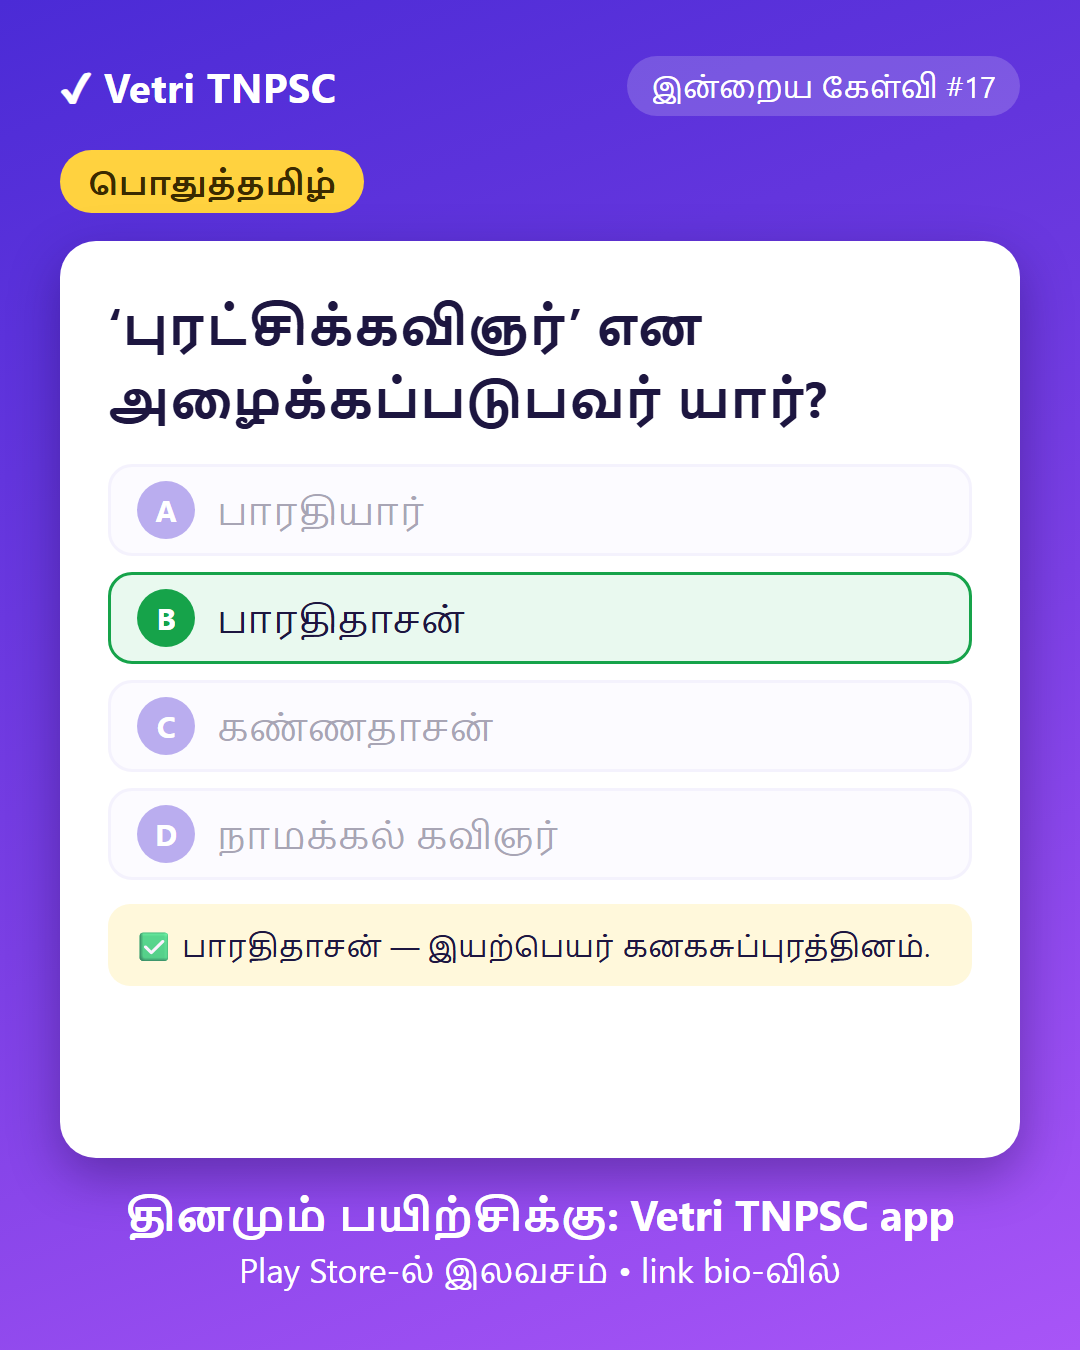 ✔ Vetri TNPSC
இன்றைய கேள்வி #17
பொதுத்தமிழ்
‘புரட்சிக்கவிஞர்’ என
அழைக்கப்படுபவர் யார்?
A பாரதியார்
B பாரதிதாசன்
C கண்ணதாசன்
D நாமக்கல் கவிஞர்
✅ பாரதிதாசன் — இயற்பெயர் கனகசுப்புரத்தினம்.
தினமும் பயிற்சிக்கு: Vetri TNPSC app
Play Store-ல் இலவசம் • link bio-வில்